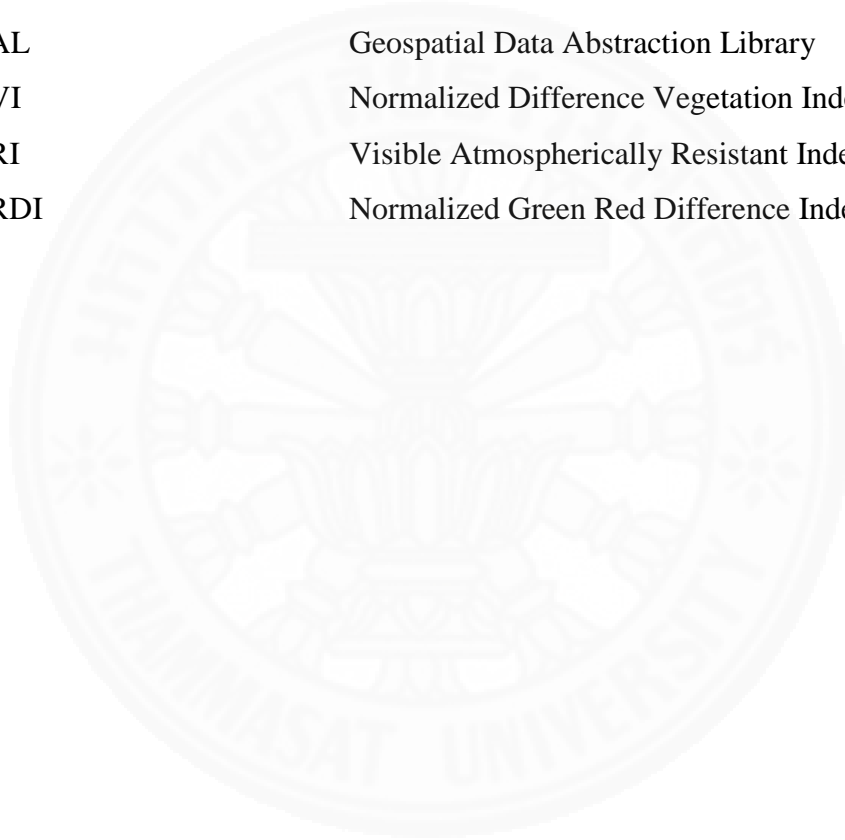 AL Geospatial Data Abstraction Library
VI Normalized Difference Vegetation Ind
RI Visible Atmospherically Resistant Inde
RDI Normalized Green Red Difference Inde
THAMMASAT UNIVERSITY